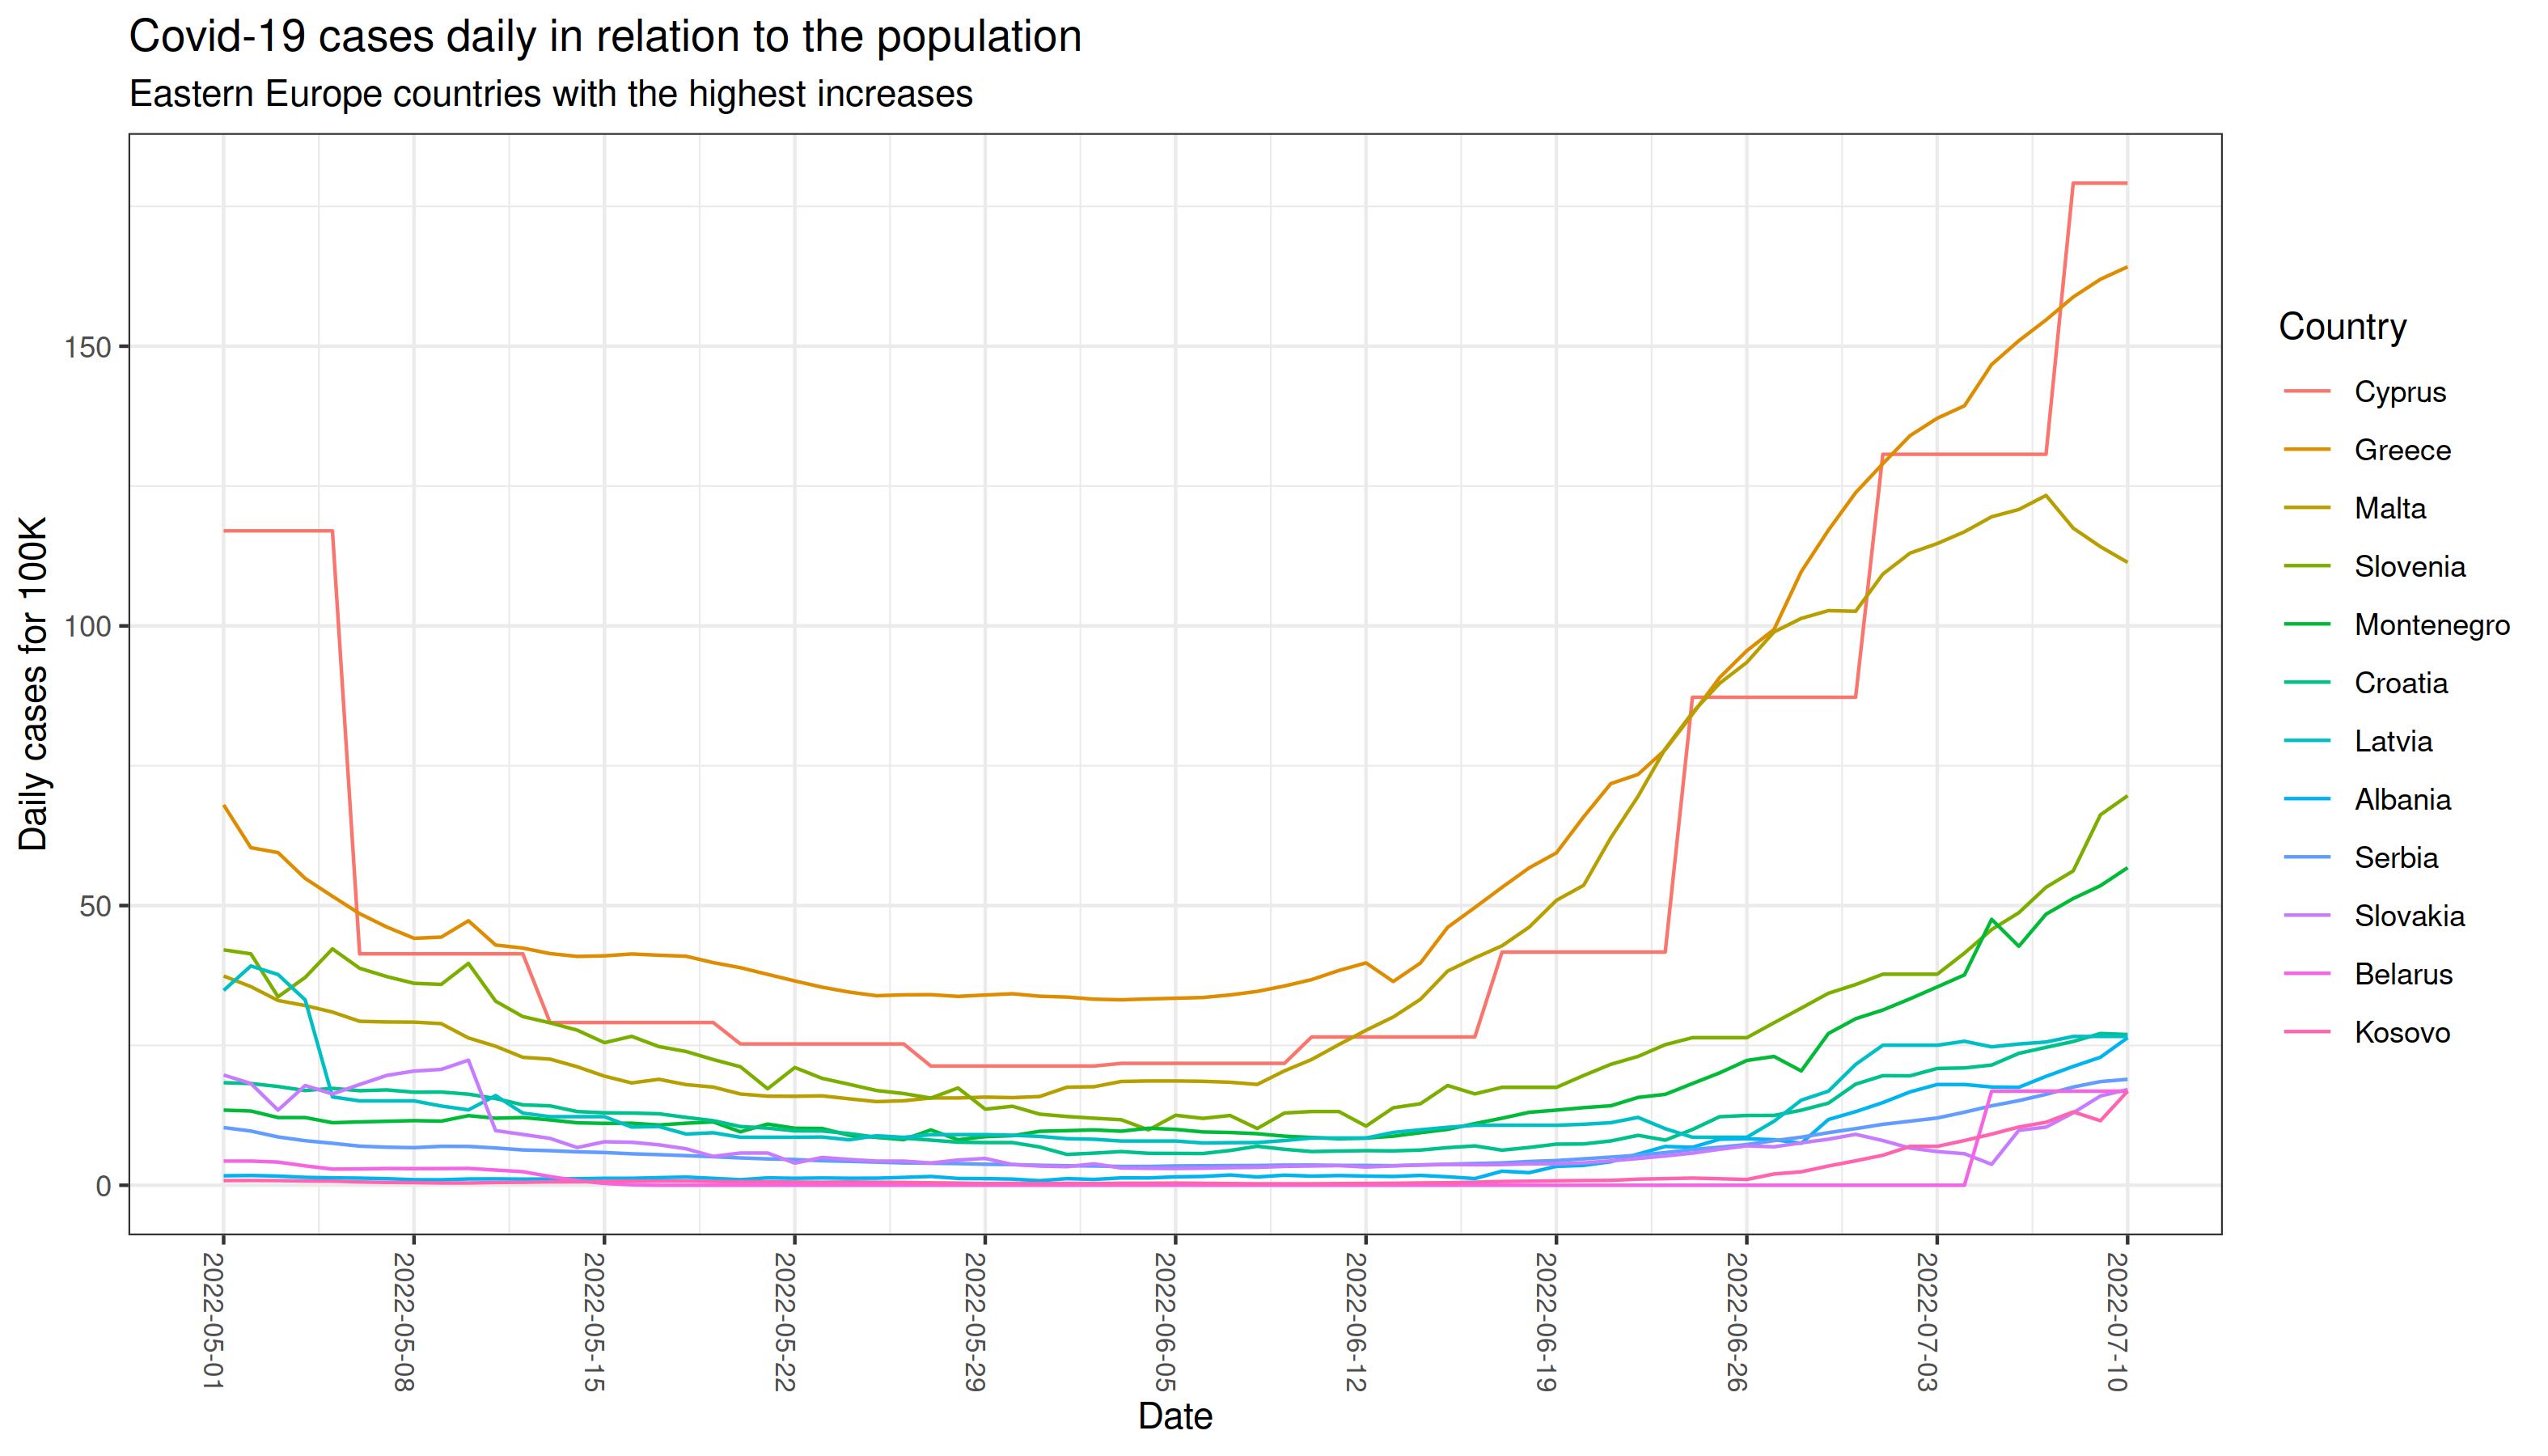 Covid-19 cases daily in relation to the population
Eastern Europe countries with the highest increases
Daily cases for 100K
150
100
50
0
2022-05-01
2022-05-08
2022-05-15
2022-05-22
2022-05-29
2022-06-05
2022-06-12
2022-06-19
2022-06-26
2022-07-03
2022-07-10
Date
Country
Cyprus
Greece
Malta
Slovenia
Montenegro
Croatia
Latvia
Albania
Serbia
Slovakia
Belarus
Kosovo